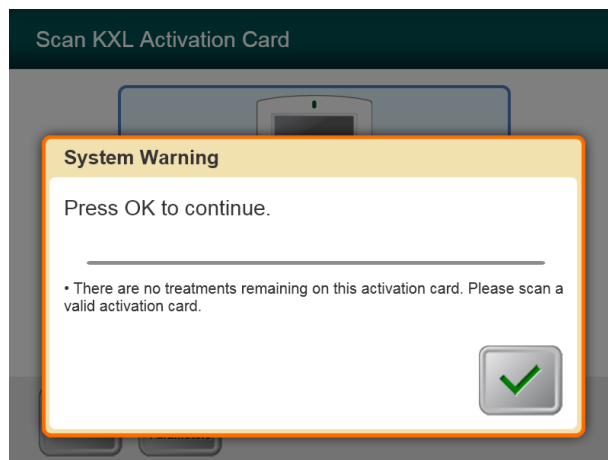 Scan KXL Activation Card
System Warning
Press OK to continue.
• There are no treatments remaining on this activation card. Please scan a
valid activation card.
Parameters